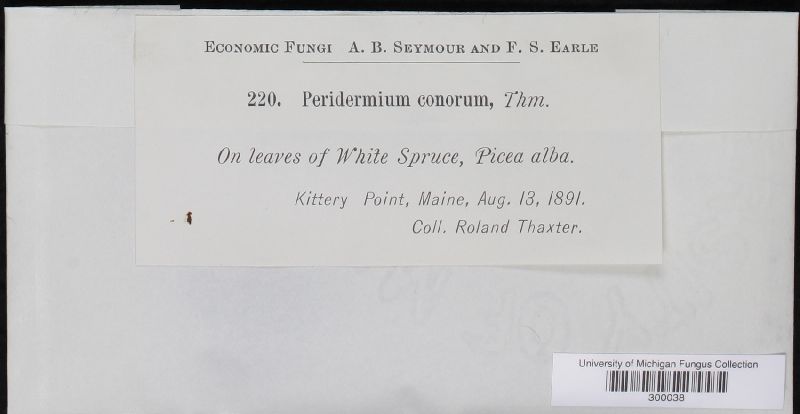 Economic Fungi A. B. Seymour and F. S. Earle
220. Peridermium conorum, Thm.
On leaves of White Spruce, Picea alba.
Kittery Point, Maine, Aug. 13, 1891.
Coll. Roland Thaxter.
University of Michigan Fungus Collection
300038